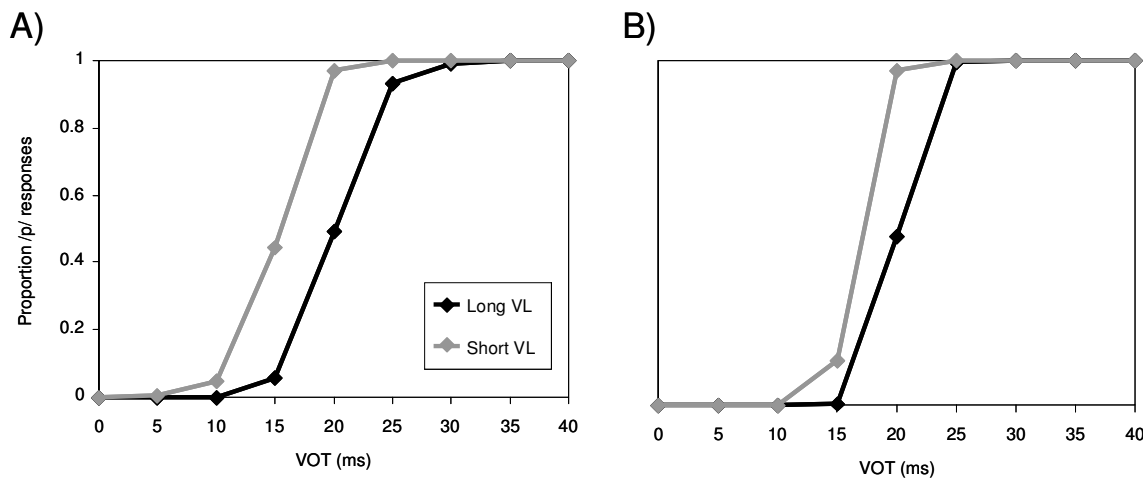 A)
1
0.8
0.6
0.4
0.2
0
Proportion /p/ responses
Long VL
Short VL
0 5 10 15 20 25 30 35 40
VOT (ms)
B)
0 5 10 15 20 25 30 35 40
VOT (ms)